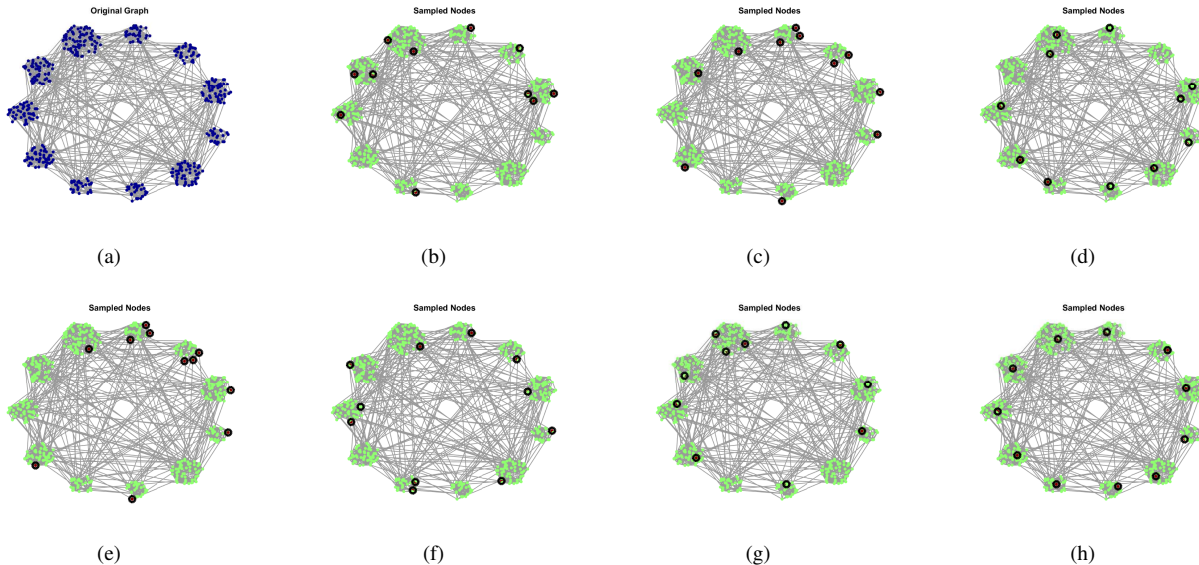 Original Graph
Sampled Nodes
Sampled Nodes
Sampled Nodes
(a)
(b)
(c)
(d)
Sampled Nodes
Sampled Nodes
Sampled Nodes
Sampled Nodes
(e)
(f)
(g)
(h)